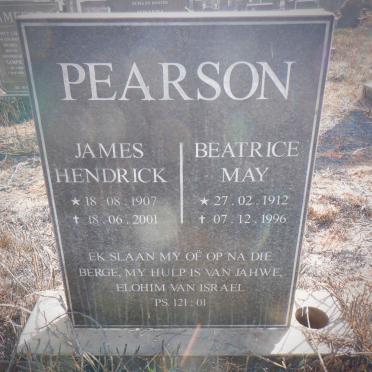 PEARSON
JAMES
HENDRICK
★ 18 . 08 . 1907
✝ 18 . 06 . 2001
BEATRICE
MAY
★ 27 . 02 . 1912
✝ 07 . 12 . 1996
EK SLAAN MY OË OP NA DIE
BERGE, MY HULP IS VAN JAHWE,
ELOHIM VAN ISRAEL
PS. 121 : 01